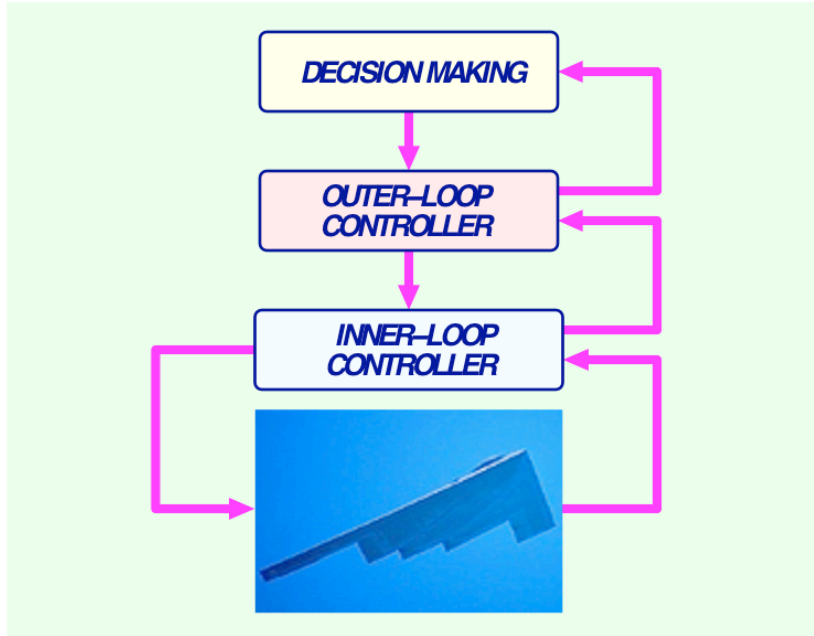 DECISION MAKING
OUTER–LOOP
CONTROLLER
INNER–LOOP
CONTROLLER